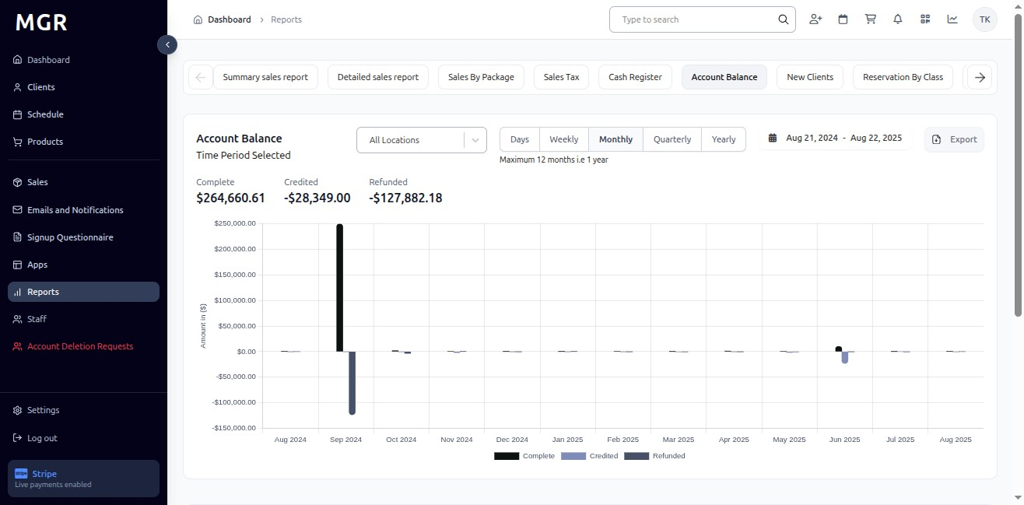 MGR
Dashboard
Clients
Schedule
Products
Sales
Emails and Notifications
Signup Questionnaire
Apps
Reports
Staff
Account Deletion Requests
Settings
Log out
Stripe
Live payments enabled
Dashboard > Reports
Type to search
TK
Summary sales report
Detailed sales report
Sales By Package
Sales Tax
Cash Register
Account Balance
New Clients
Reservation By Class
Account Balance
Time Period Selected
All Locations
Days
Weekly
Monthly
Quarterly
Yearly
Maximum 12 months i.e 1 year
Aug 21, 2024 - Aug 22, 2025
Export
Complete
$264,660.61
Credited
-$28,349.00
Refunded
-$127,882.18
Amount in ($)
$250,000.00
$200,000.00
$150,000.00
$100,000.00
$50,000.00
$0.00
-$50,000.00
-$100,000.00
-$150,000.00
Aug 2024
Sep 2024
Oct 2024
Nov 2024
Dec 2024
Jan 2025
Feb 2025
Mar 2025
Apr 2025
May 2025
Jun 2025
Jul 2025
Aug 2025
Complete
Credited
Refunded